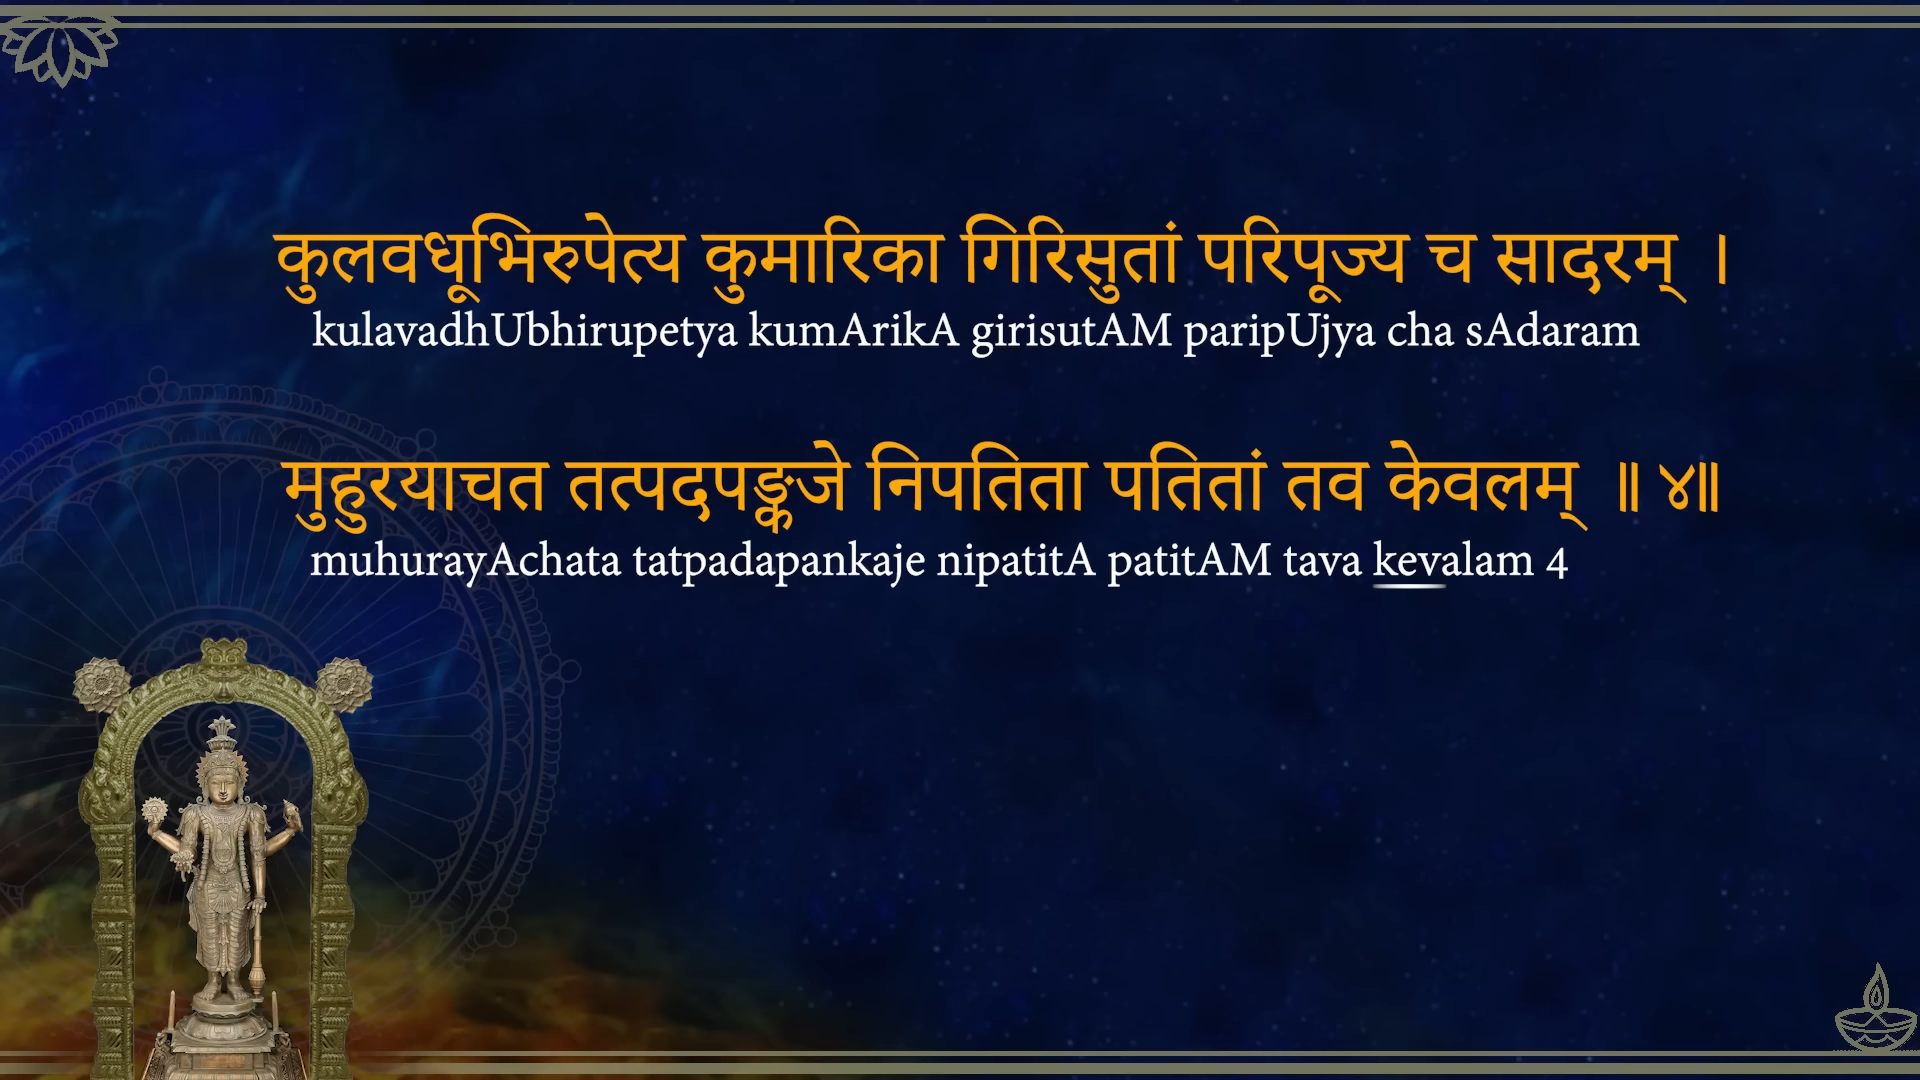 कुलवधूभिरुपेत्य कुमारिका गिरिसुतां परिपूज्य च सादरम् ।
kulavadhUbhirupetya kumArikA girisutAM paripUjya cha sAdaram
मुहुरयाचत तत्पदपङ्कजे निपतिता पतितां तव केवलम् ॥ ४॥
muhurayAchata tatpadapankaje nipatitA patitAM tava kevalam 4